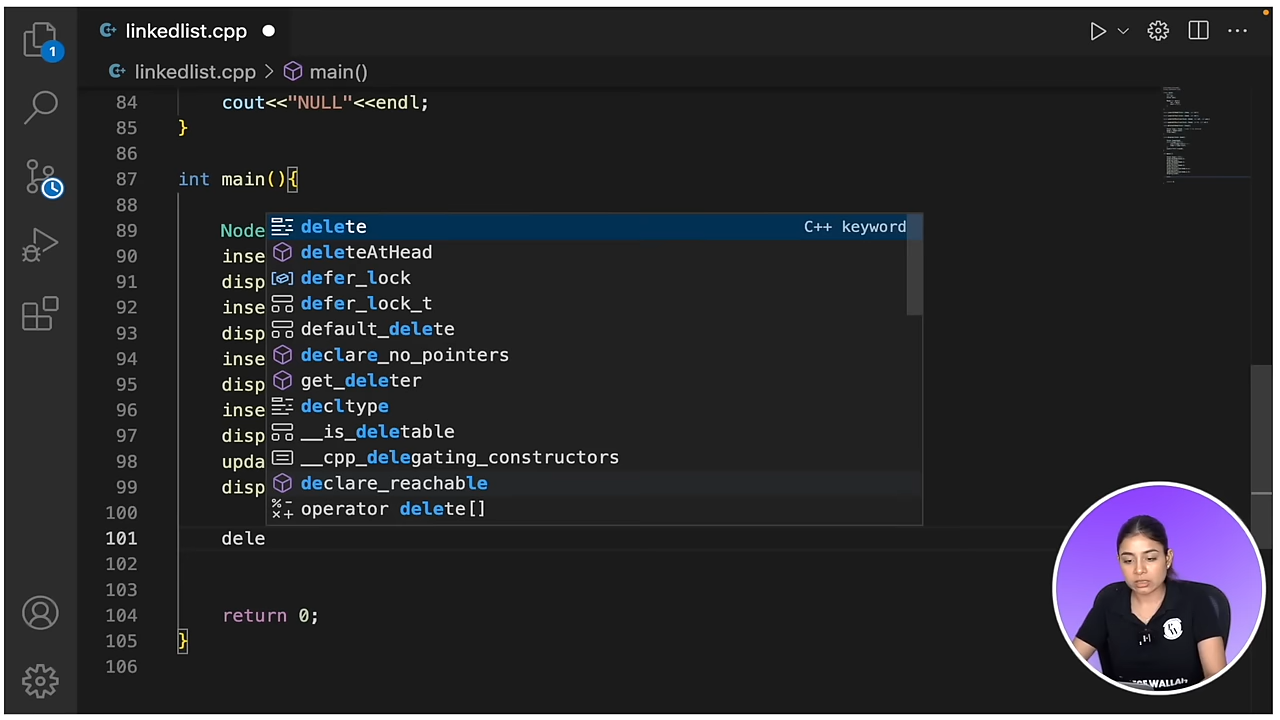 1
linkedlist.cpp
linkedlist.cpp > main()
84 cout<<"NULL"<<endl;
85 }
86
87 int main(){
88
89 Node
90 inse
91 disp
92 inse
93 disp
94 inse
95 disp
96 inse
97 disp
98 upda
99 disp
100
101 dele
102
103
104 return 0;
105 }
106
delete C++ keyword
deleteAtHead
defer_lock
defer_lock_t
default_delete
declare_no_pointers
get_deleter
decltype
__is_deletable
__cpp_delegating_constructors
declare_reachable
operator delete[]
WALLAH